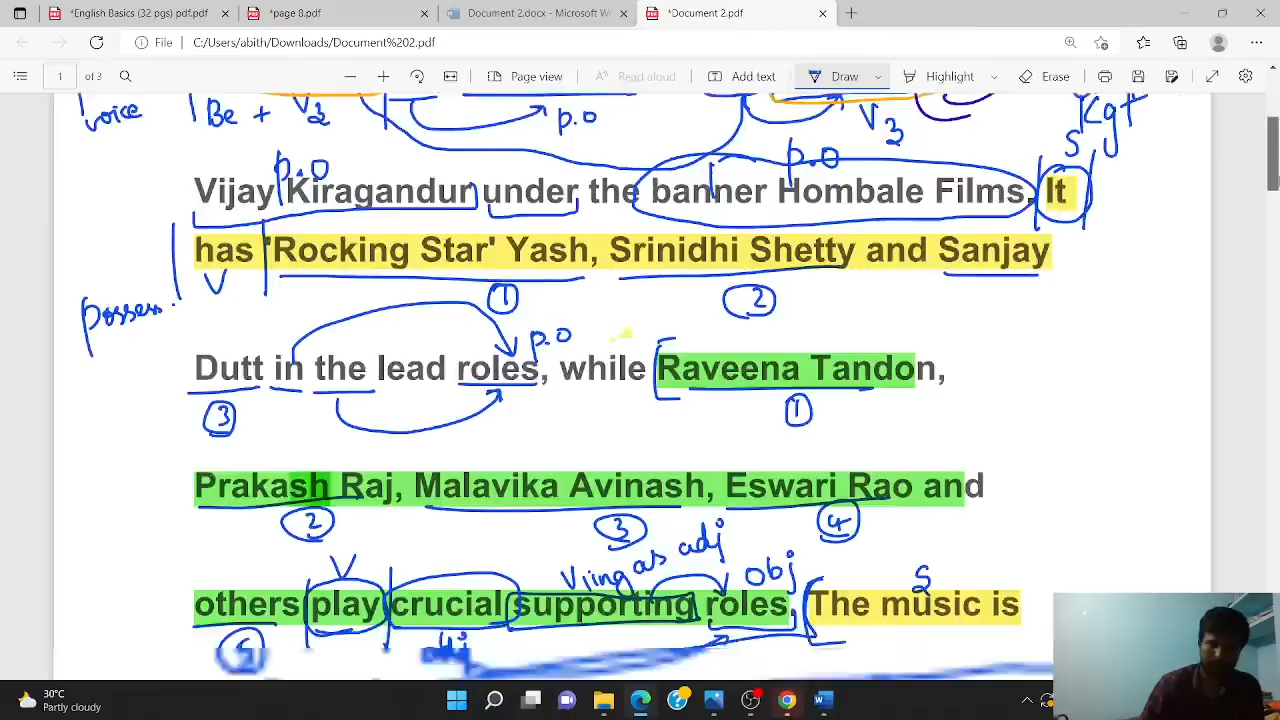 *English Basics (32 pgs) pdf.pdf
*page 8.pdf
Document 2.docx - Microsoft W
*Document 2.pdf
File
C:/Users/abith/Downloads/Document%202.pdf
1 of 3
Page view
Read aloud
Add text
Draw
Highlight
Erase
voice
Be + V3
p.o
V3
Kgf
S
p.o
p.o
Vijay Kiragandur under the banner Hombale Films. It
has 'Rocking Star' Yash, Srinidhi Shetty and Sanjay
V
possess.
1
2
p.o
Dutt in the lead roles, while Raveena Tandon,
3
1
Prakash Raj, Malavika Avinash, Eswari Rao and
2
3
4
V
Ving as adj
obj
S
others play crucial supporting roles. The music is
5
adj
30°C
Partly cloudy